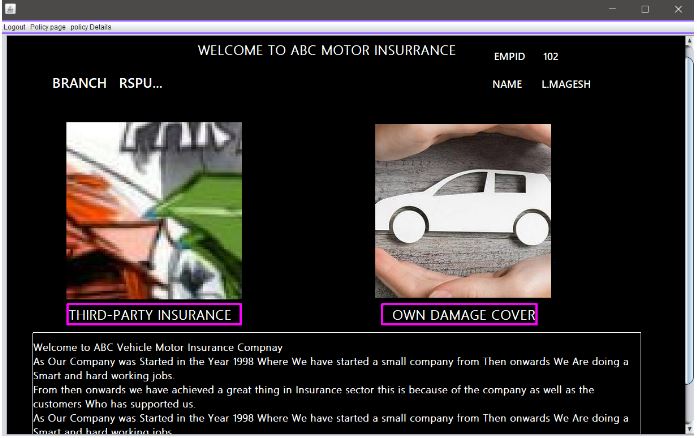 Logout Policy page policy Details
WELCOME TO ABC MOTOR INSURRANCE
EMPID 102
BRANCH RSPU...
NAME L.MAGESH
THIRD-PARTY INSURANCE
OWN DAMAGE COVER
Welcome to ABC Vehicle Motor Insurance Compnay
As Our Company was Started in the Year 1998 Where We have started a small company from Then onwards We Are doing a
Smart and hard working jobs.
From then onwards we have achieved a great thing in Insurance sector this is because of the company as well as the
customers Who has supported us.
As Our Company was Started in the Year 1998 Where We have started a small company from Then onwards We Are doing a
Smart and hard working jobs.